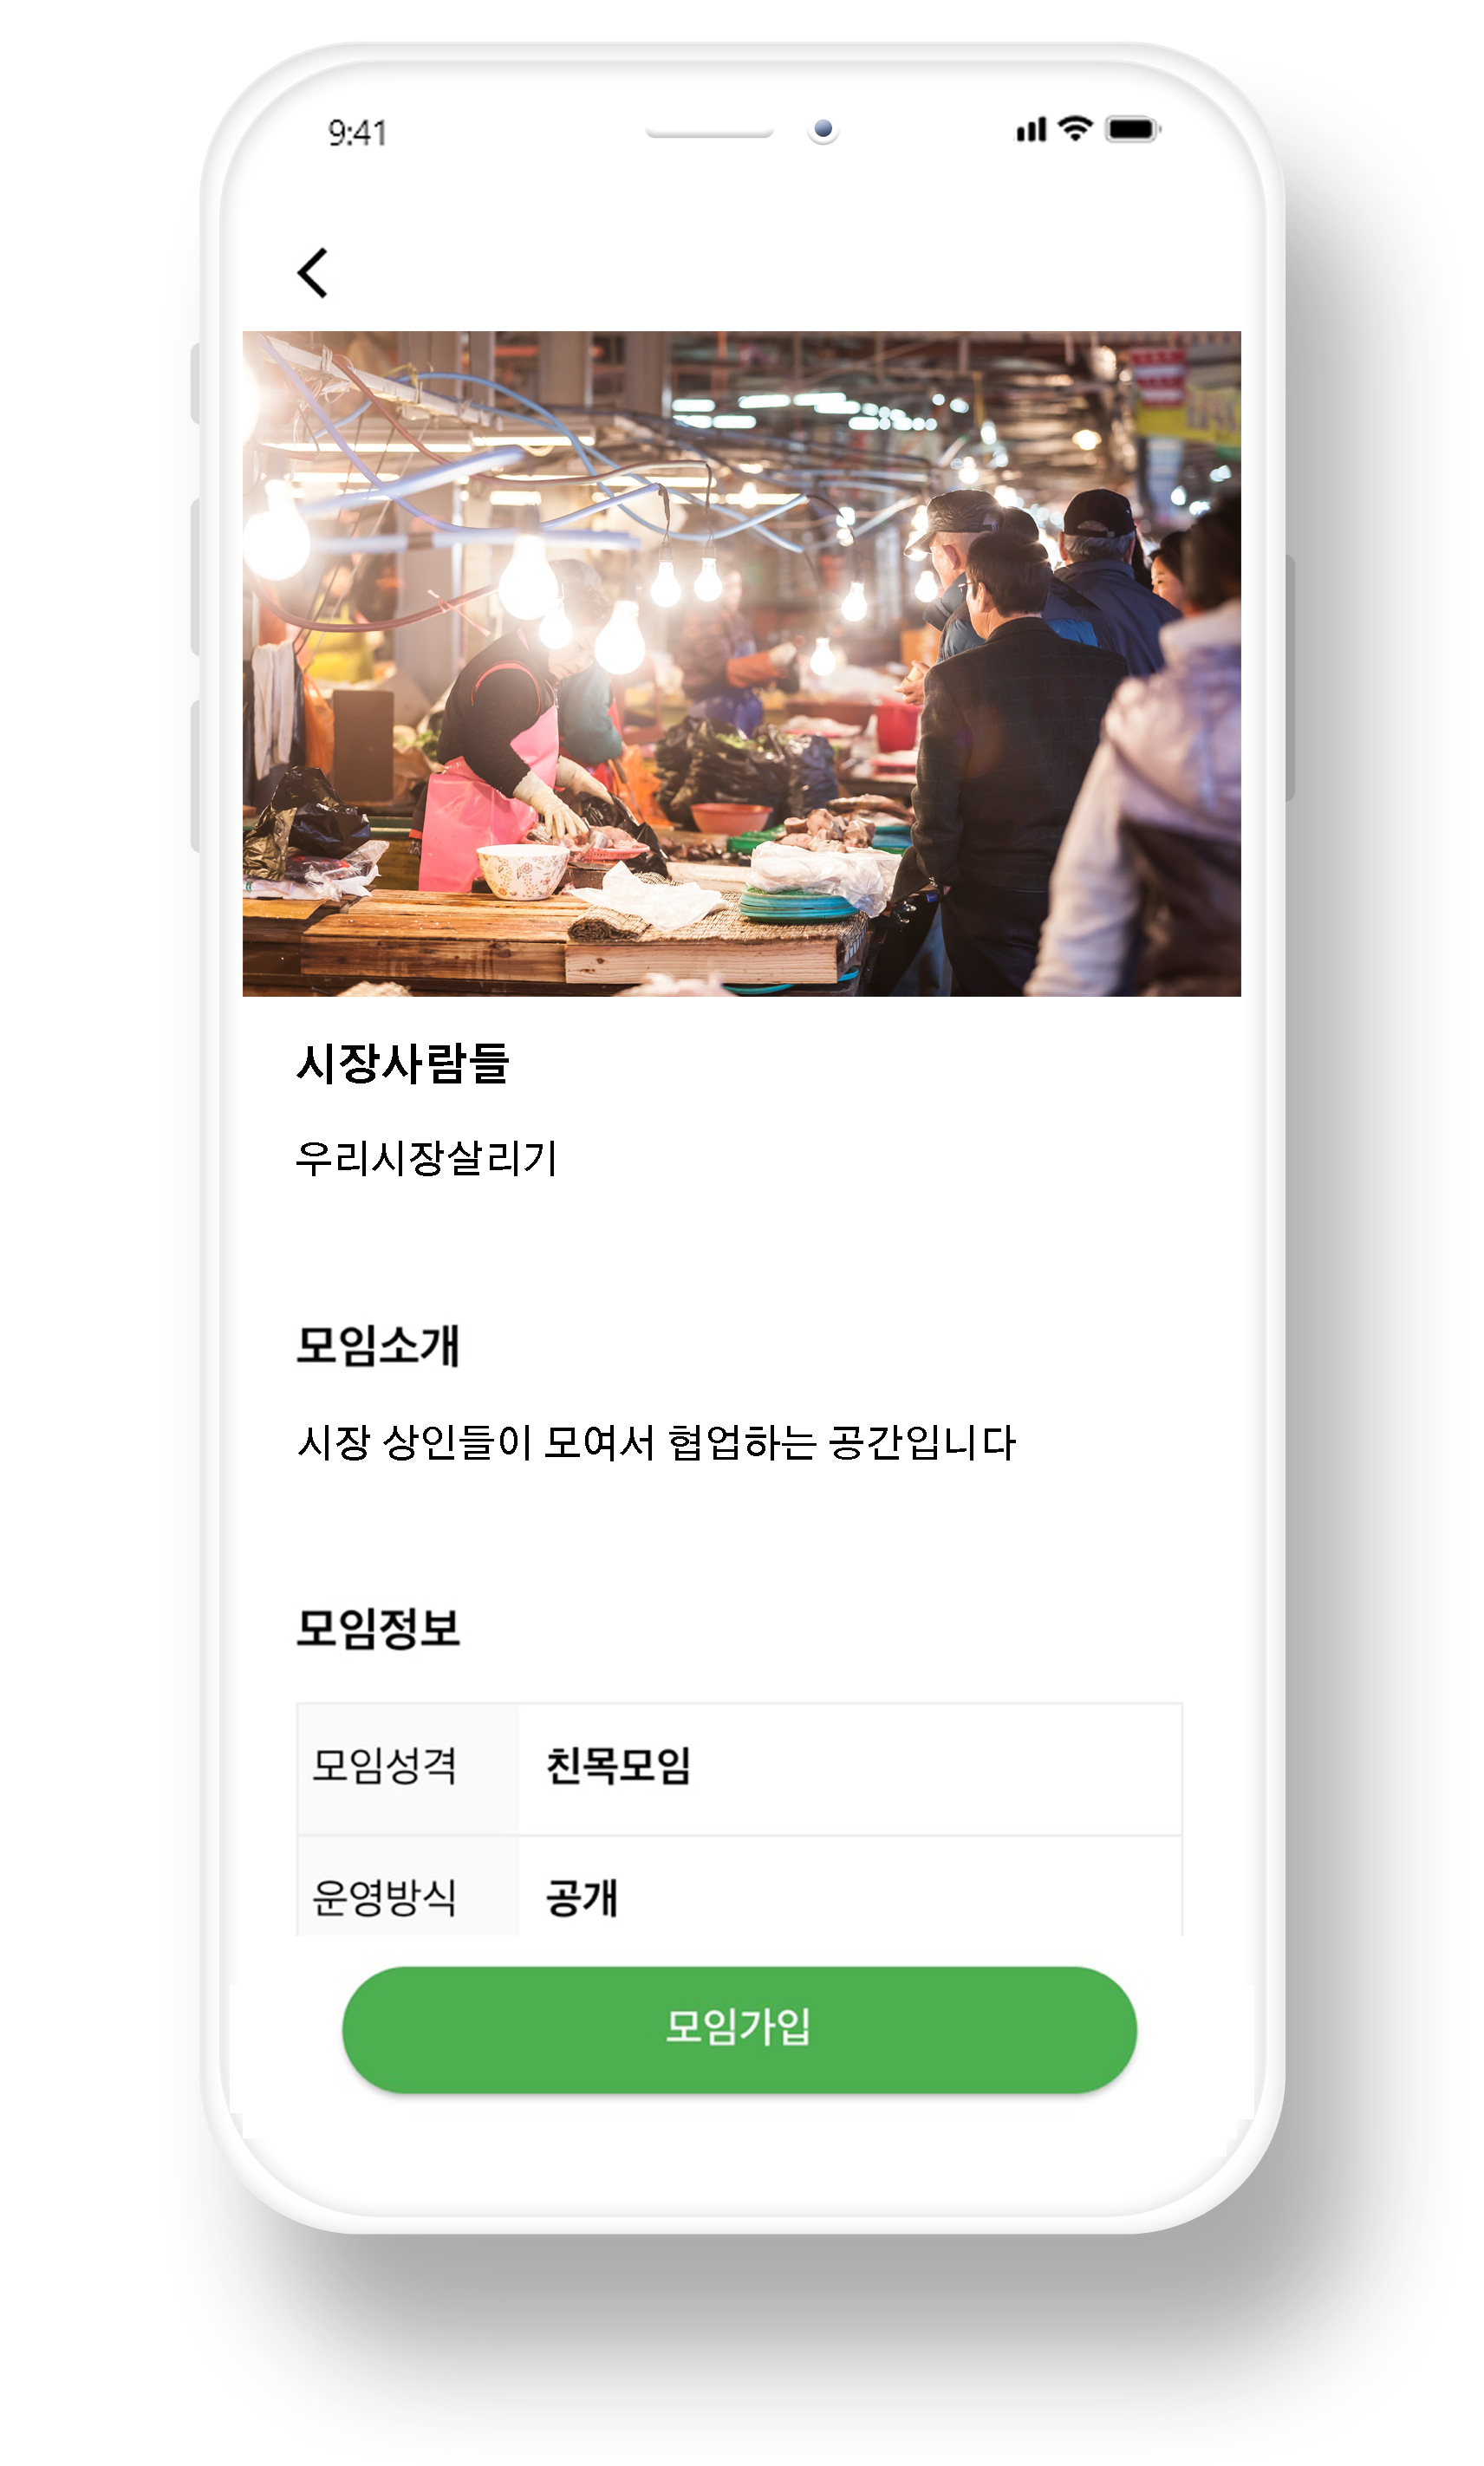 9:41
시장사람들
우리시장살리기
모임소개
시장 상인들이 모여서 협업하는 공간입니다
모임정보
모임성격 친목모임
운영방식 공개
모임가입